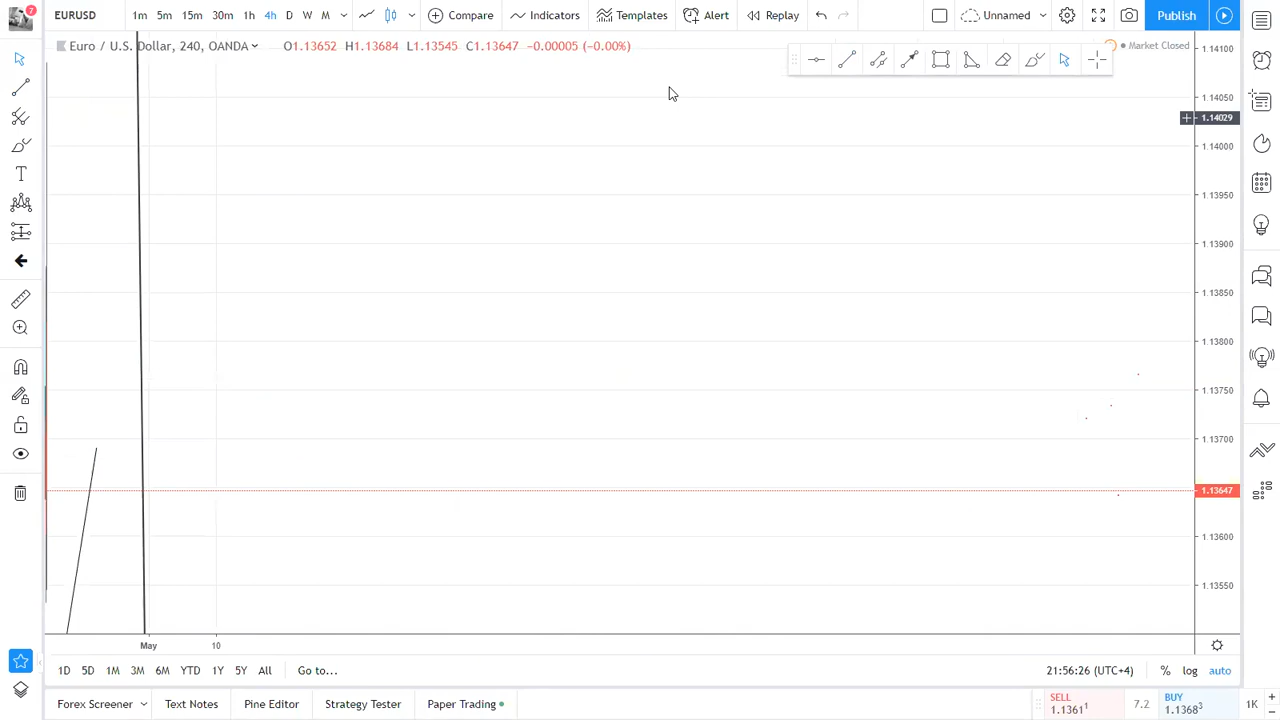 7
EURUSD 1m 5m 15m 30m 1h 4h D W M Compare Indicators Templates Alert Replay Unnamed Publish
Euro / U.S. Dollar, 240, OANDA O1.13652 H1.13684 L1.13545 C1.13647 −0.00005 (−0.00%)
Market Closed
1.14100
1.14050
1.14029
1.14000
1.13950
1.13900
1.13850
1.13800
1.13750
1.13700
1.13647
1.13600
1.13550
May 10
1D 5D 1M 3M 6M YTD 1Y 5Y All Go to... 21:56:26 (UTC+4) % log auto
Forex Screener Text Notes Pine Editor Strategy Tester Paper Trading
SELL 1.1361¹ 7.2 BUY 1.1368³ 1K